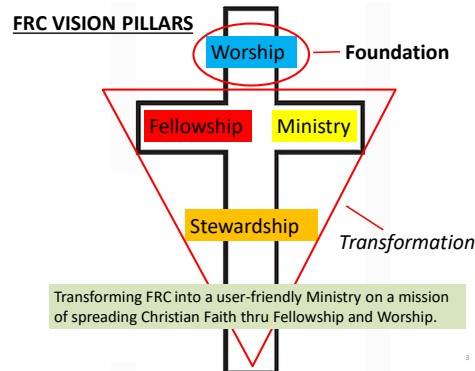 FRC VISION PILLARS
Worship
Foundation
Fellowship
Ministry
Stewardship
Transformation
Transforming FRC into a user-friendly Ministry on a mission
of spreading Christian Faith thru Fellowship and Worship.
3